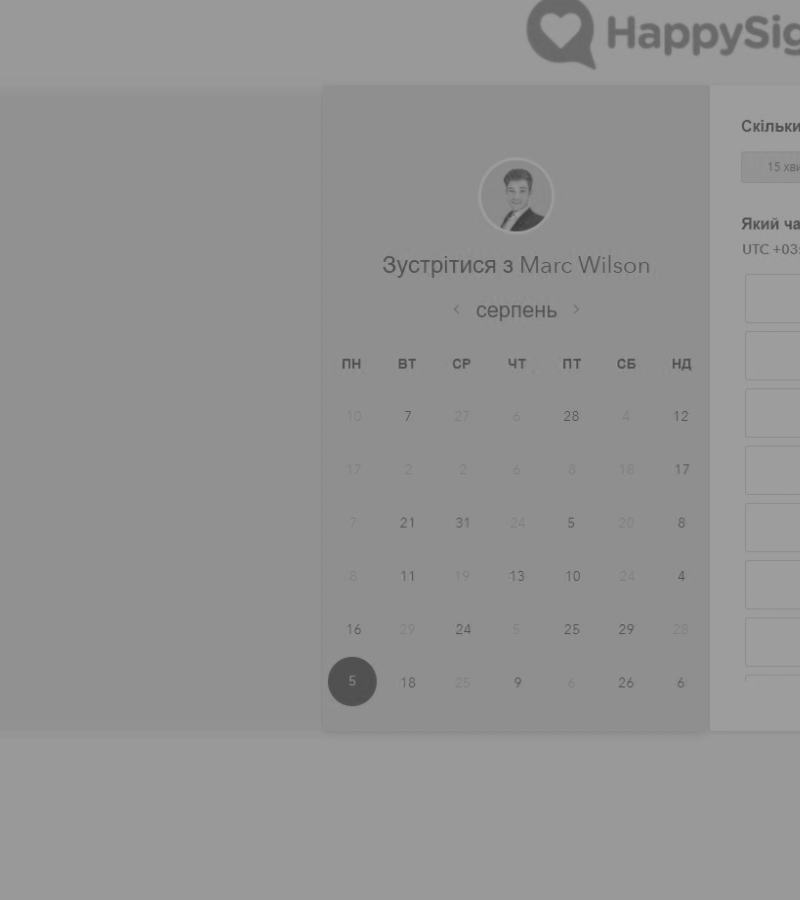 HappySig
Зустрітися з Marc Wilson
серпень
ПН ВТ СР ЧТ ПТ СБ НД
10 7 27 6 28 4 12
17 2 2 6 8 18 17
7 21 31 24 5 20 8
8 11 19 13 10 24 4
16 29 24 5 25 29 28
5 18 25 9 6 26 6
Скільки
15 хви
Який ча
UTC +03: